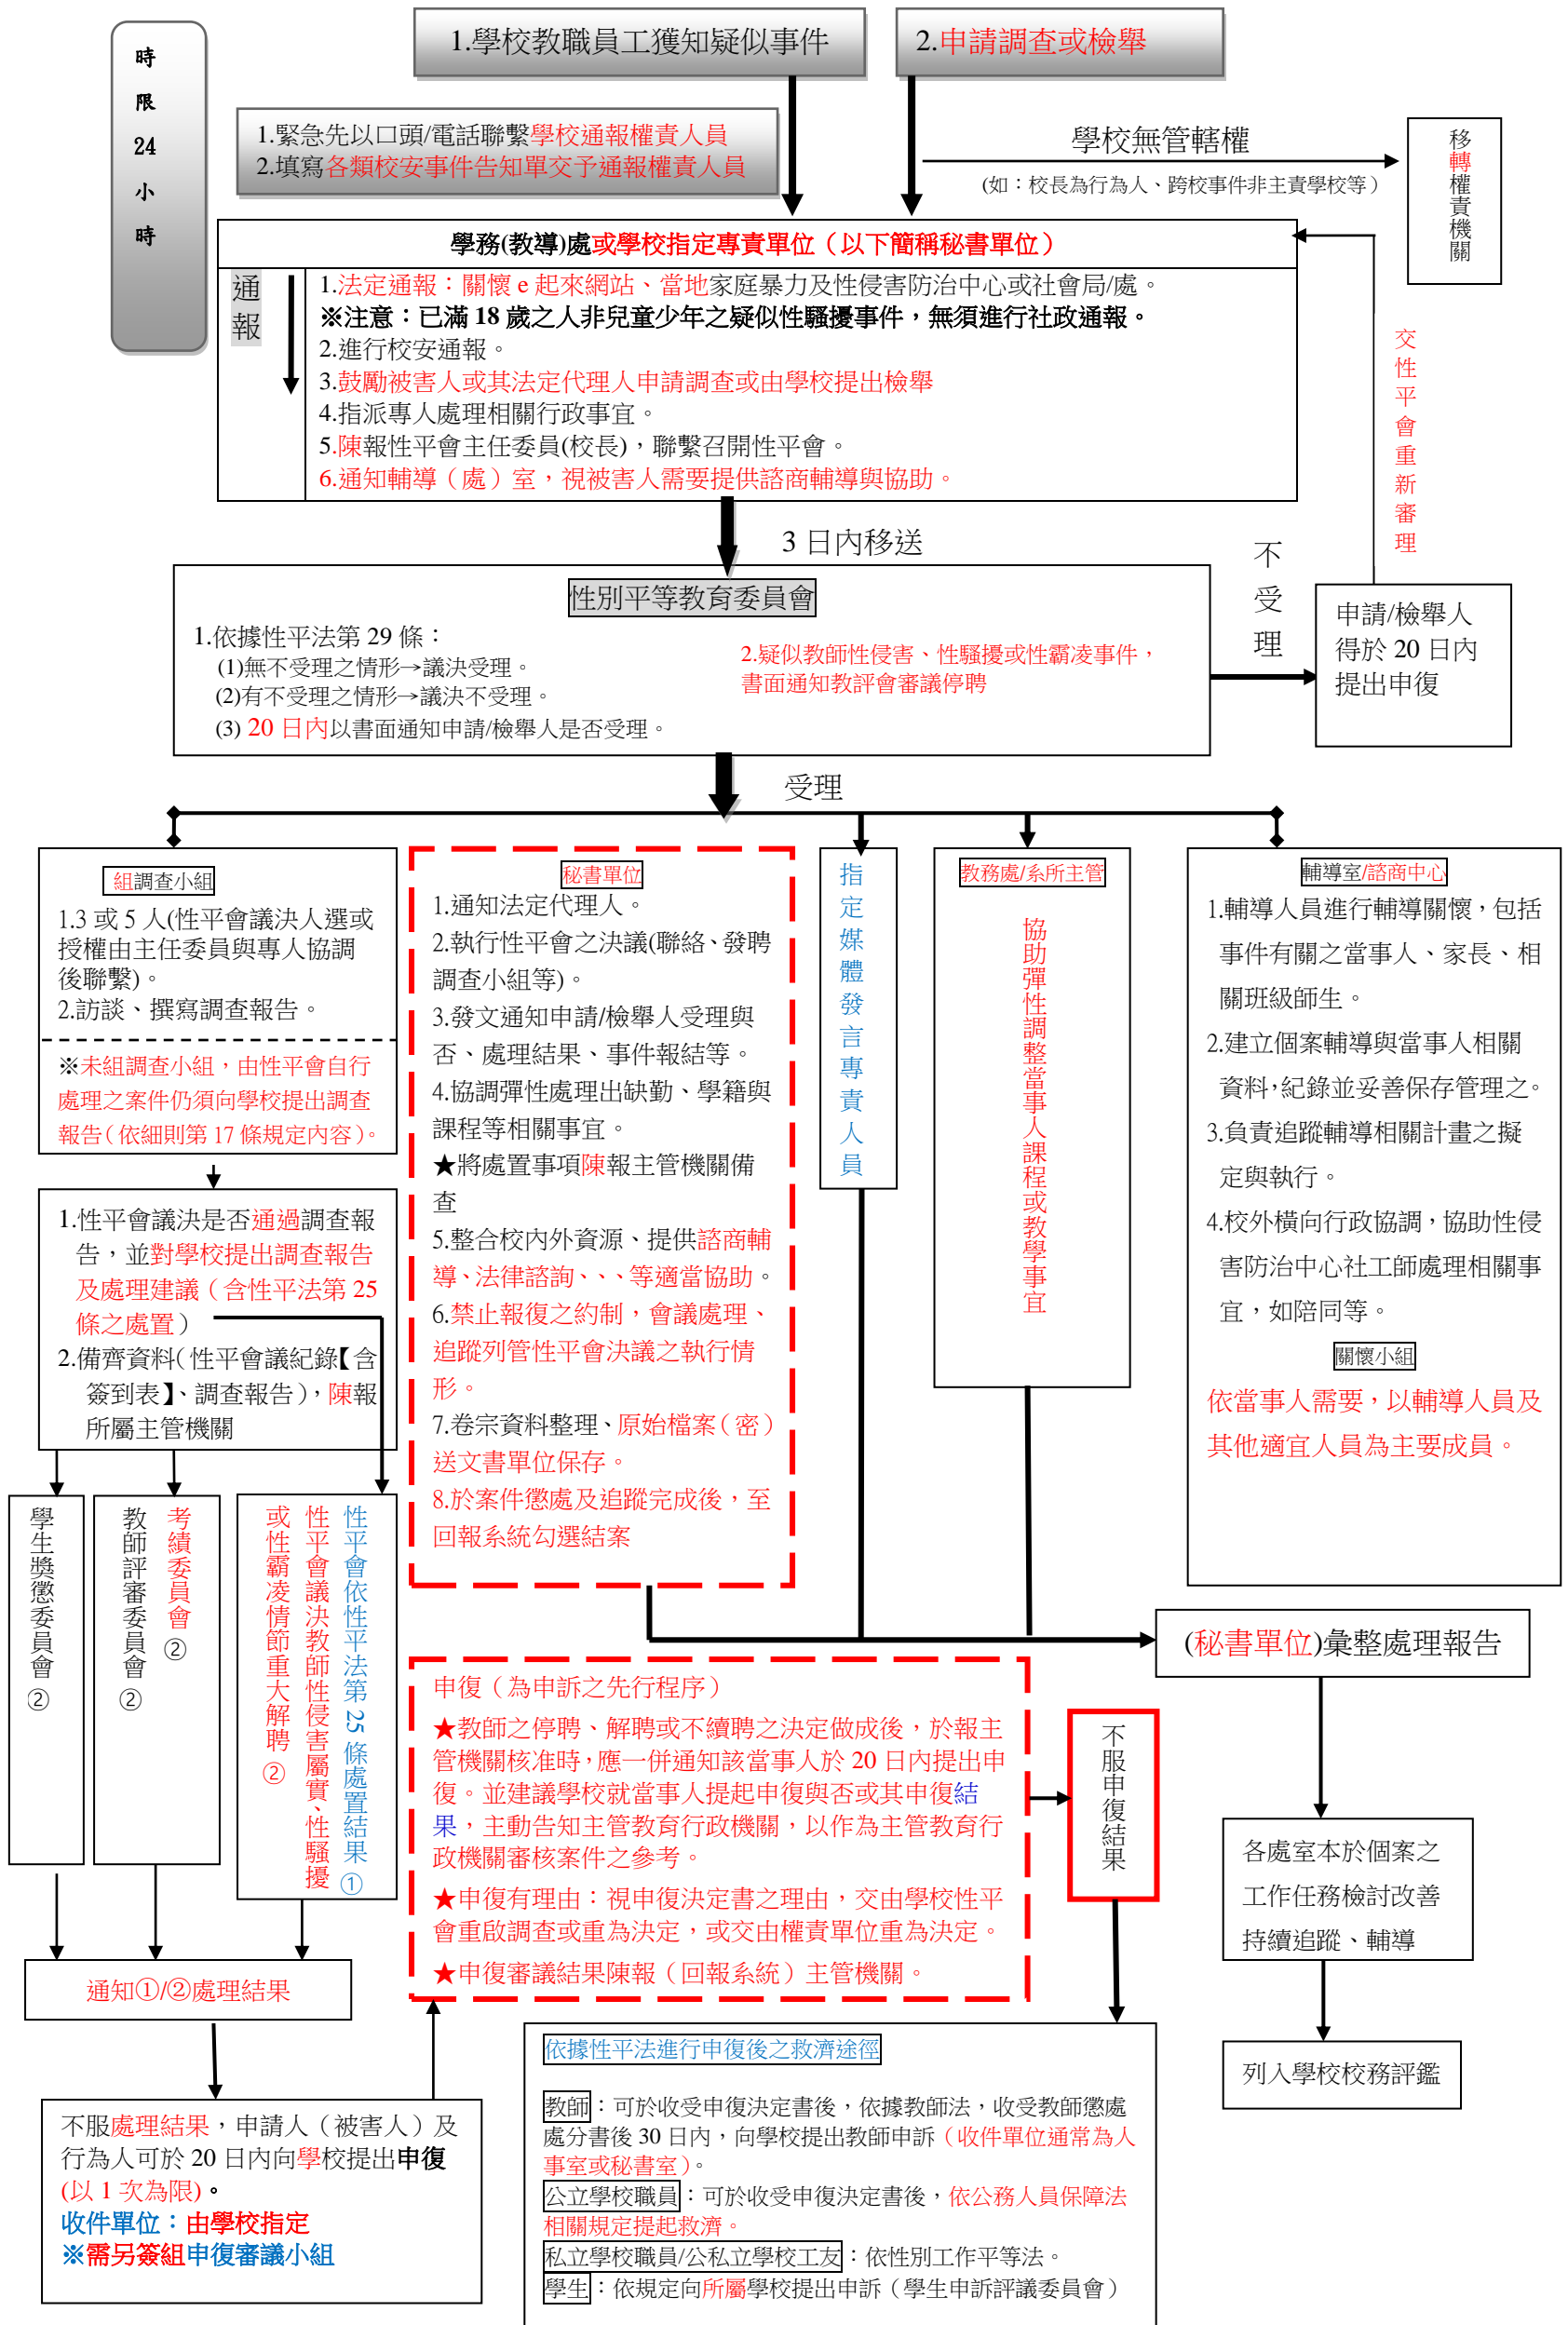 時
限
24
小
時
1.學校教職員工獲知疑似事件
2.申請調查或檢舉
1.緊急先以口頭/電話聯繫學校通報權責人員
2.填寫各類校安事件告知單交予通報權責人員
學校無管轄權
(如：校長為行為人、跨校事件非主責學校等）
移轉權責機關
學務(教導)處或學校指定專責單位（以下簡稱秘書單位）
通報
1.法定通報：關懷 e 起來網站、當地家庭暴力及性侵害防治中心或社會局/處。
※注意：已滿 18 歲之人非兒童少年之疑似性騷擾事件，無須進行社政通報。
2.進行校安通報。
3.鼓勵被害人或其法定代理人申請調查或由學校提出檢舉
4.指派專人處理相關行政事宜。
5.陳報性平會主任委員(校長)，聯繫召開性平會。
6.通知輔導（處）室，視被害人需要提供諮商輔導與協助。
交性平會重新審理
3 日內移送
性別平等教育委員會
1.依據性平法第 29 條：
(1)無不受理之情形→議決受理。
(2)有不受理之情形→議決不受理。
(3) 20 日內以書面通知申請/檢舉人是否受理。
2.疑似教師性侵害、性騷擾或性霸凌事件，
書面通知教評會審議停聘
不受理
申請/檢舉人
得於 20 日內
提出申復
受理
組調查小組
1.3 或 5 人(性平會議決人選或
授權由主任委員與專人協調
後聯繫)。
2.訪談、撰寫調查報告。
※未組調查小組，由性平會自行
處理之案件仍須向學校提出調查
報告（依細則第 17 條規定內容）。
1.性平會議決是否通過調查報
告，並對學校提出調查報告
及處理建議（含性平法第 25
條之處置）
2.備齊資料（性平會議紀錄【含
簽到表】、調查報告），陳報
所屬主管機關
秘書單位
1.通知法定代理人。
2.執行性平會之決議(聯絡、發聘
調查小組等)。
3.發文通知申請/檢舉人受理與
否、處理結果、事件報結等。
4.協調彈性處理出缺勤、學籍與
課程等相關事宜。
★將處置事項陳報主管機關備
查
5.整合校內外資源、提供諮商輔
導、法律諮詢、、、等適當協助。
6.禁止報復之約制，會議處理、
追蹤列管性平會決議之執行情
形。
7.卷宗資料整理、原始檔案（密）
送文書單位保存。
8.於案件懲處及追蹤完成後，至
回報系統勾選結案
指定媒體發言專責人員
教務處/系所主管
協助彈性調整當事人課程或教學事宜
輔導室/諮商中心
1.輔導人員進行輔導關懷，包括
事件有關之當事人、家長、相
關班級師生。
2.建立個案輔導與當事人相關
資料，紀錄並妥善保存管理之。
3.負責追蹤輔導相關計畫之擬
定與執行。
4.校外橫向行政協調，協助性侵
害防治中心社工師處理相關事
宜，如陪同等。
關懷小組
依當事人需要，以輔導人員及
其他適宜人員為主要成員。
學生獎懲委員會②
考績委員會②
教師評審委員會②
性平會依性平法第 25 條處置結果①
性平會議決教師性侵害屬實、性騷擾
或性霸凌情節重大解聘②
(秘書單位)彙整處理報告
申復（為申訴之先行程序）
★教師之停聘、解聘或不續聘之決定做成後，於報主
管機關核准時，應一併通知該當事人於 20 日內提出申
復。並建議學校就當事人提起申復與否或其申復結
果，主動告知主管教育行政機關，以作為主管教育行
政機關審核案件之參考。
★申復有理由：視申復決定書之理由，交由學校性平
會重啟調查或重為決定，或交由權責單位重為決定。
★申復審議結果陳報（回報系統）主管機關。
不服申復結果
各處室本於個案之
工作任務檢討改善
持續追蹤、輔導
通知①/②處理結果
列入學校校務評鑑
不服處理結果，申請人（被害人）及
行為人可於 20 日內向學校提出申復
(以 1 次為限)。
收件單位：由學校指定
※需另簽組申復審議小組
依據性平法進行申復後之救濟途徑
教師：可於收受申復決定書後，依據教師法，收受教師懲處
處分書後 30 日內，向學校提出教師申訴（收件單位通常為人
事室或秘書室）。
公立學校職員：可於收受申復決定書後，依公務人員保障法
相關規定提起救濟。
私立學校職員/公私立學校工友：依性別工作平等法。
學生：依規定向所屬學校提出申訴（學生申訴評議委員會）